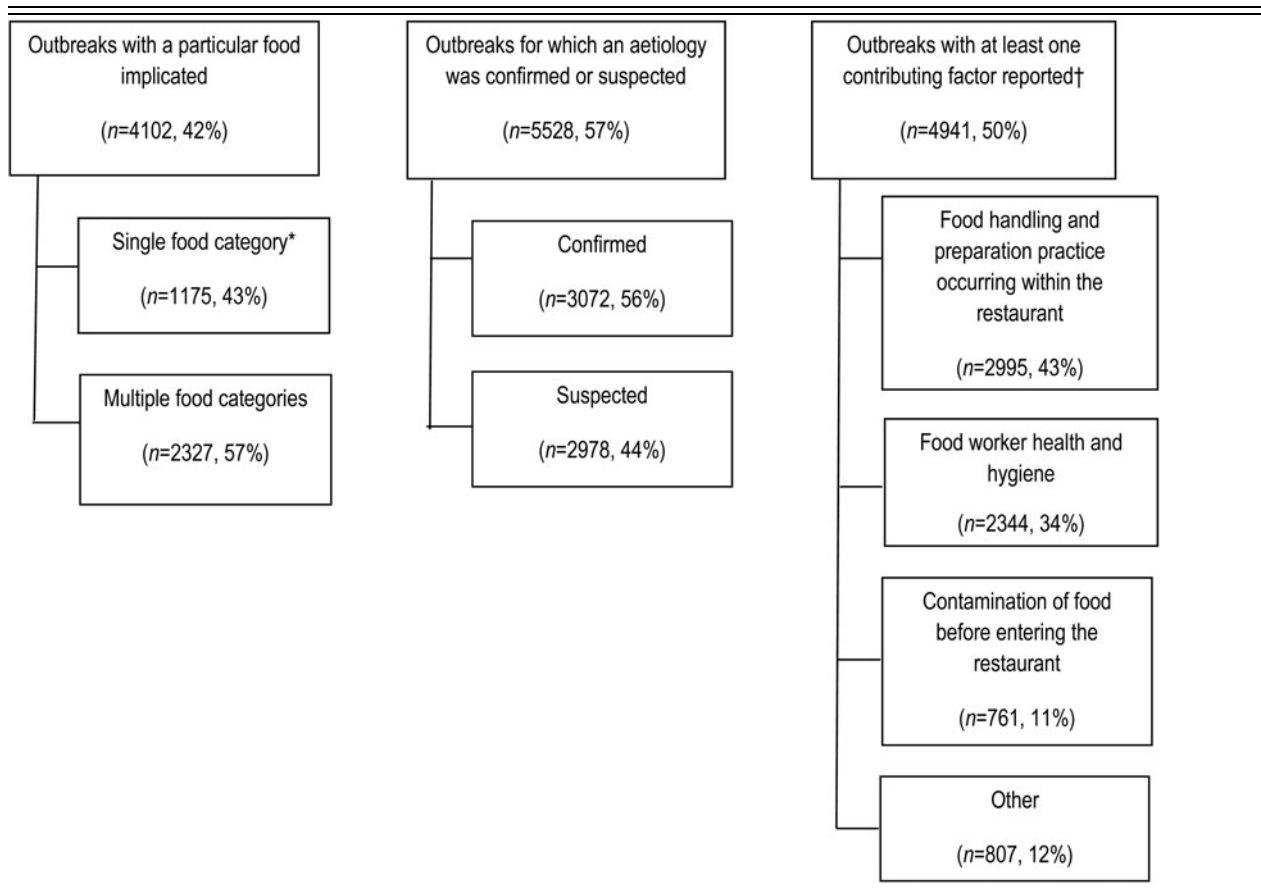 Outbreaks with a particular food
implicated
(n=4102, 42%)
Single food category*
(n=1175, 43%)
Multiple food categories
(n=2327, 57%)
Outbreaks for which an aetiology
was confirmed or suspected
(n=5528, 57%)
Confirmed
(n=3072, 56%)
Suspected
(n=2978, 44%)
Outbreaks with at least one
contributing factor reported†
(n=4941, 50%)
Food handling and
preparation practice
occurring within the
restaurant
(n=2995, 43%)
Food worker health and
hygiene
(n=2344, 34%)
Contamination of food
before entering the
restaurant
(n=761, 11%)
Other
(n=807, 12%)